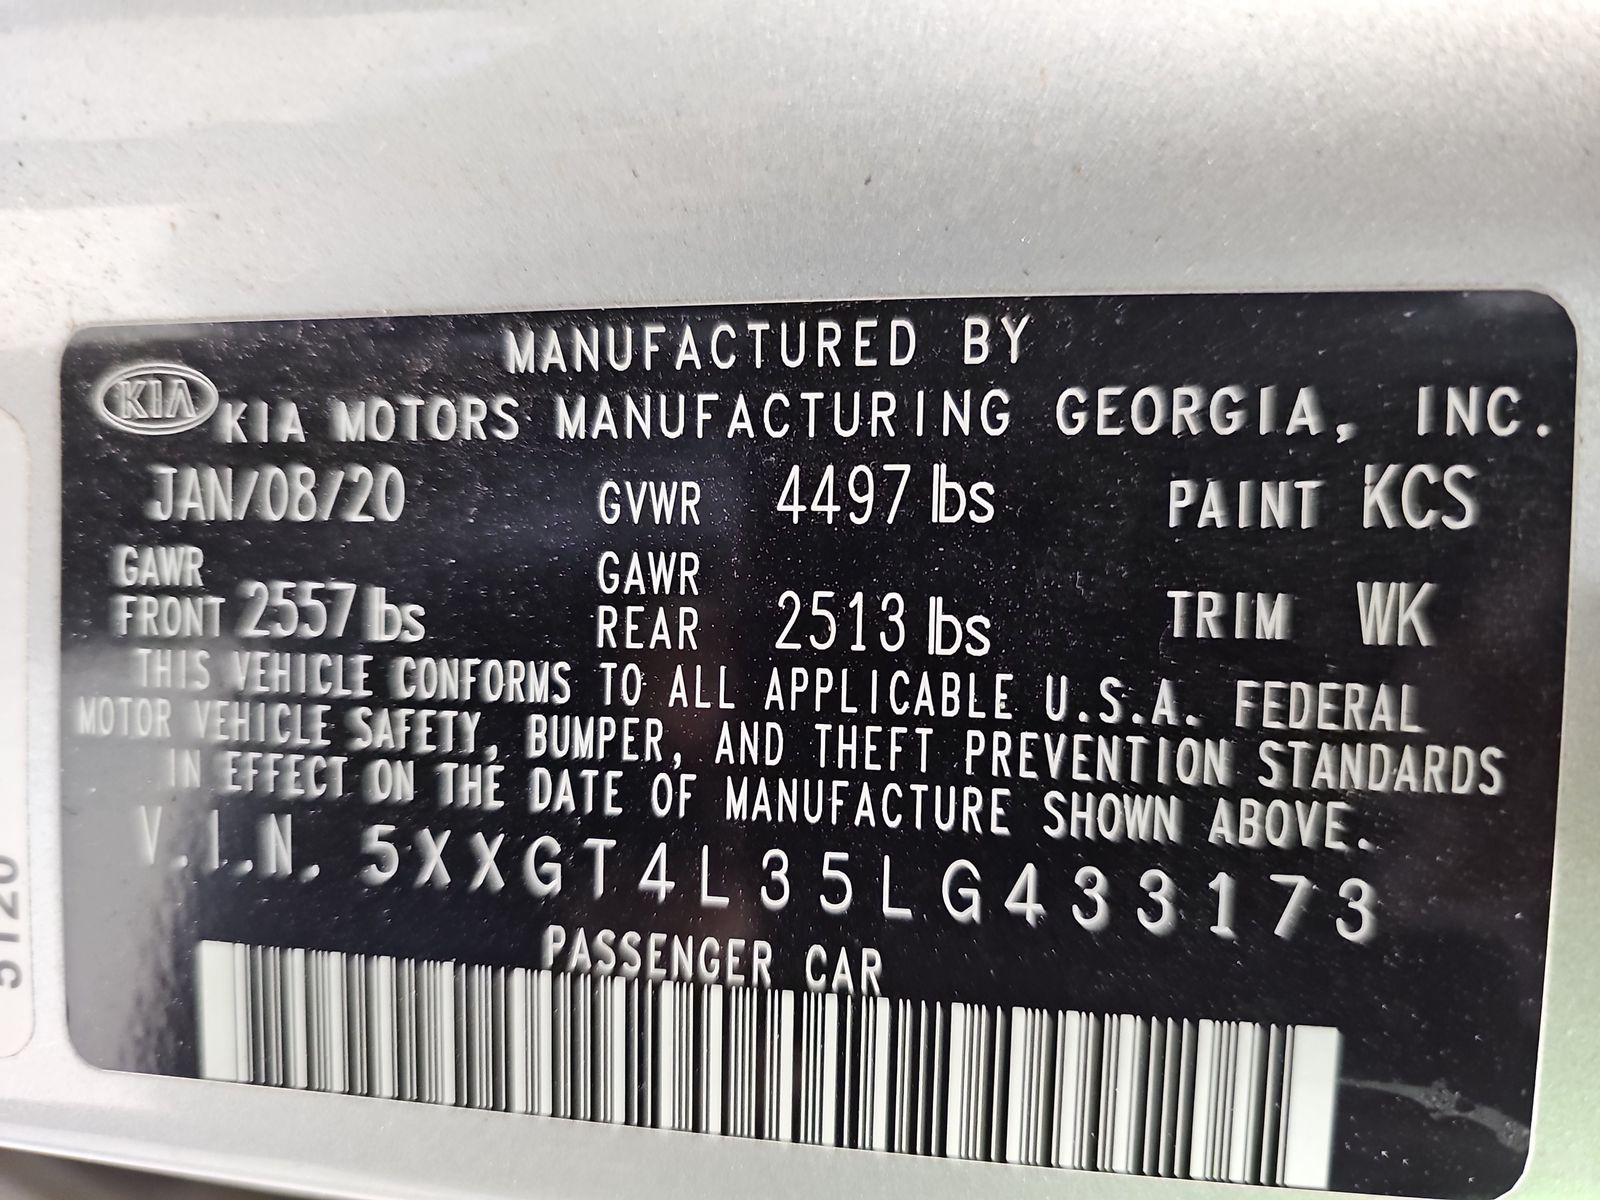 MANUFACTURED BY
KIA KIA MOTORS MANUFACTURING GEORGIA, INC.
JAN/08/20 GVWR 4497 lbs PAINT KCS
GAWR FRONT 2557 lbs GAWR REAR 2513 lbs TRIM WK
THIS VEHICLE CONFORMS TO ALL APPLICABLE U.S.A. FEDERAL
MOTOR VEHICLE SAFETY, BUMPER, AND THEFT PREVENTION STANDARDS
IN EFFECT ON THE DATE OF MANUFACTURE SHOWN ABOVE.
V.I.N. 5XXGT4L35LG433173
PASSENGER CAR